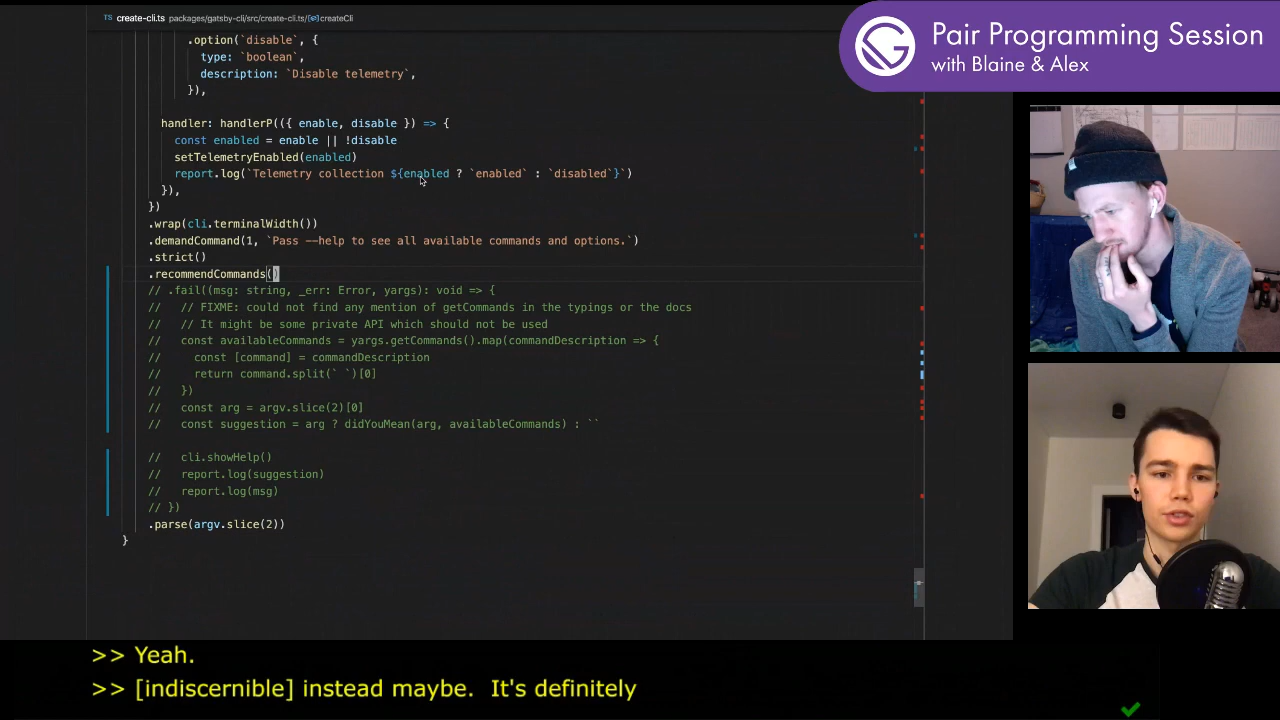 TS create-cli.ts packages/gatsby-cli/src/create-cli.ts/[⊘]createCli
Pair Programming Session
with Blaine & Alex
.option(`disable`, {
type: `boolean`,
description: `Disable telemetry`,
}),
handler: handlerP(({ enable, disable }) => {
const enabled = enable || !disable
setTelemetryEnabled(enabled)
report.log(`Telemetry collection ${enabled ? `enabled` : `disabled`}`)
}),
})
.wrap(cli.terminalWidth())
.demandCommand(1, `Pass --help to see all available commands and options.`)
.strict()
.recommendCommands()
// .fail((msg: string, _err: Error, yargs): void => {
//   // FIXME: could not find any mention of getCommands in the typings or the docs
//   // It might be some private API which should not be used
//   const availableCommands = yargs.getCommands().map(commandDescription => {
//     const [command] = commandDescription
//     return command.split(` `)[0]
//   })
//   const arg = argv.slice(2)[0]
//   const suggestion = arg ? didYouMean(arg, availableCommands) : ``
//   cli.showHelp()
//   report.log(suggestion)
//   report.log(msg)
// })
.parse(argv.slice(2))
}
>> Yeah.
>> [indiscernible] instead maybe.  It's definitely